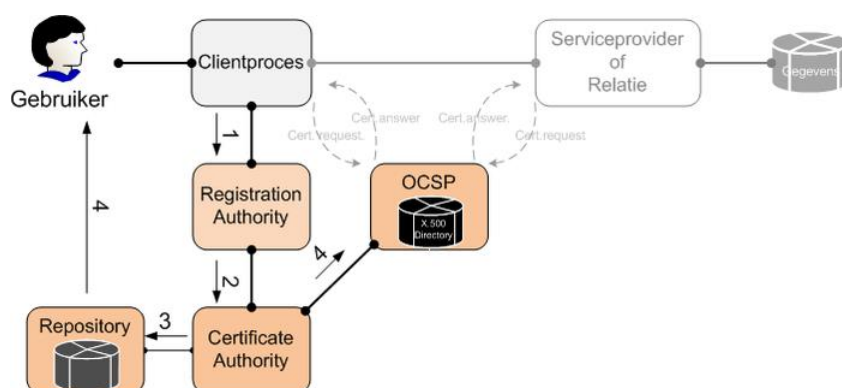 Gebruiker
Clientproces
Serviceprovider
of
Relatie
Gegevens
Cert.answer
Cert.request.
Cert.answer.
Cert.request
1
Registration
Authority
OCSP
X.500
Directory
4
2
4
3
Repository
Certificate
Authority